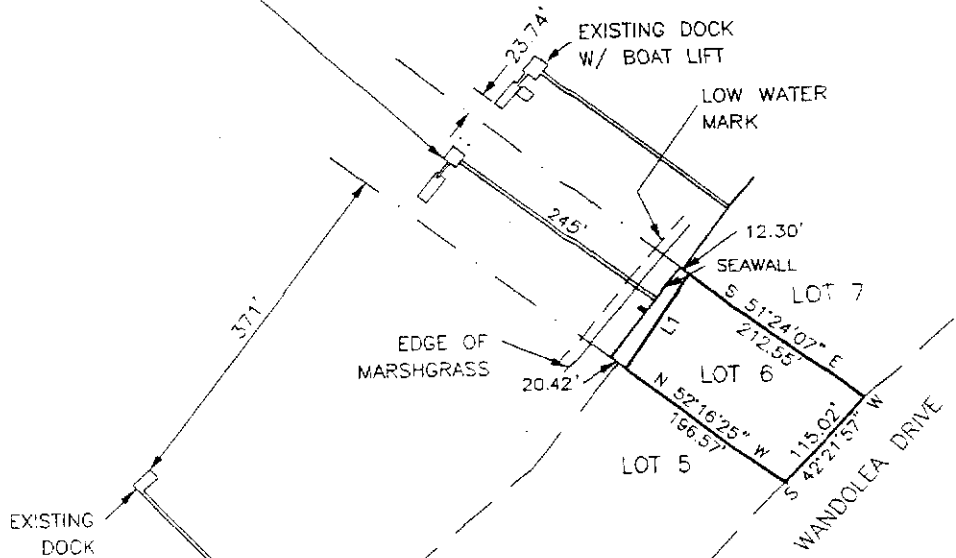 23.74'
EXISTING DOCK
W/ BOAT LIFT
LOW WATER
MARK
245'
12.30'
SEAWALL
LOT 7
S 51°24'07" E
212.55'
371'
L1
EDGE OF
MARSHGRASS
20.42'
LOT 6
N 52°16'25" W
196.57'
115.02'
S 42°21'57" W
LOT 5
WANDOLEA DRIVE
EXISTING
DOCK